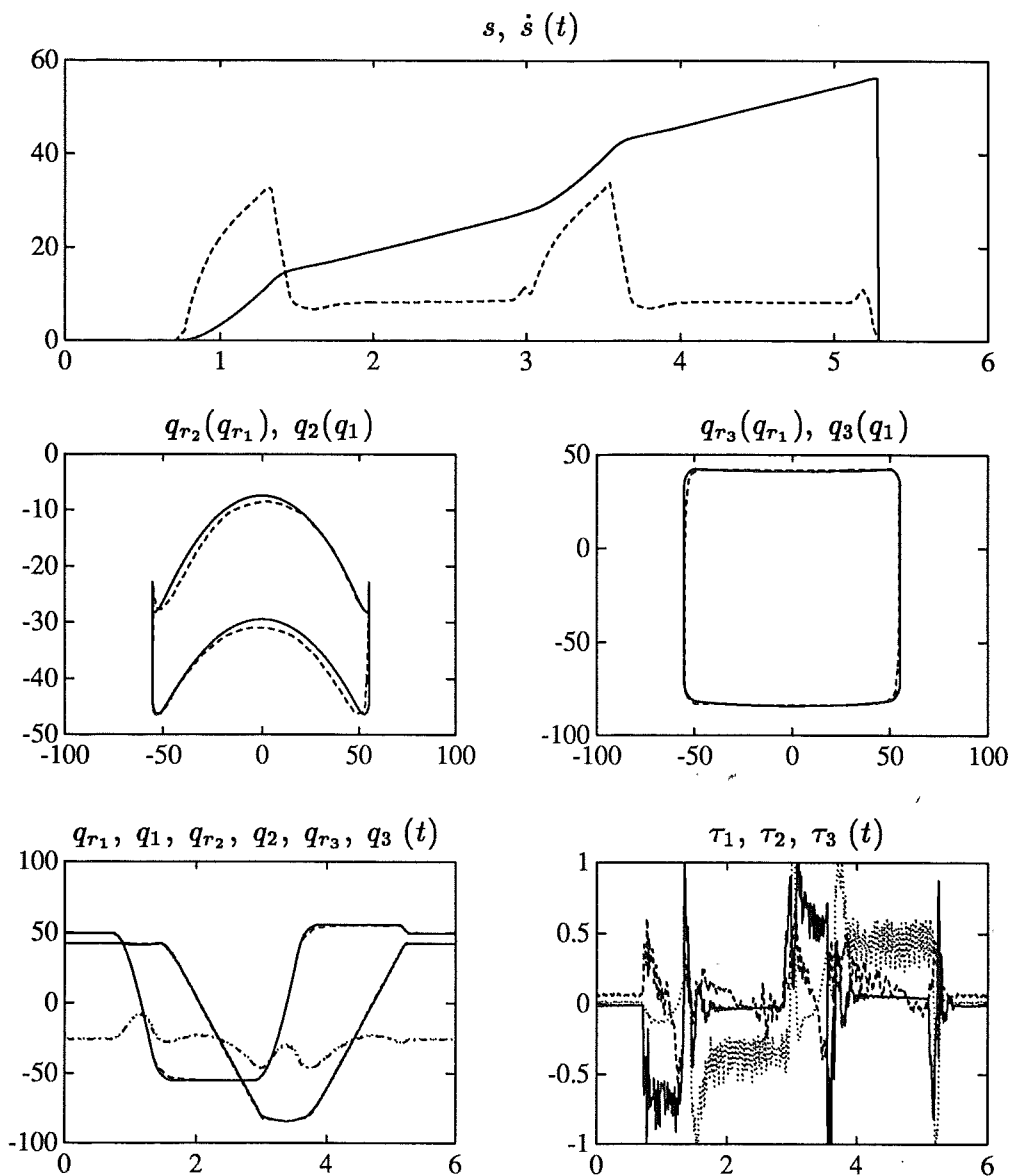 s, ṡ (t)
60
40
20
0
0 1 2 3 4 5 6
q_{r_2}(q_{r_1}), q_2(q_1)
0
-10
-20
-30
-40
-50
-100 -50 0 50 100
q_{r_3}(q_{r_1}), q_3(q_1)
50
0
-50
-100
-100 -50 0 50 100
q_{r_1}, q_1, q_{r_2}, q_2, q_{r_3}, q_3 (t)
100
50
0
-50
-100
0 2 4 6
τ_1, τ_2, τ_3 (t)
1
0.5
0
-0.5
-1
0 2 4 6